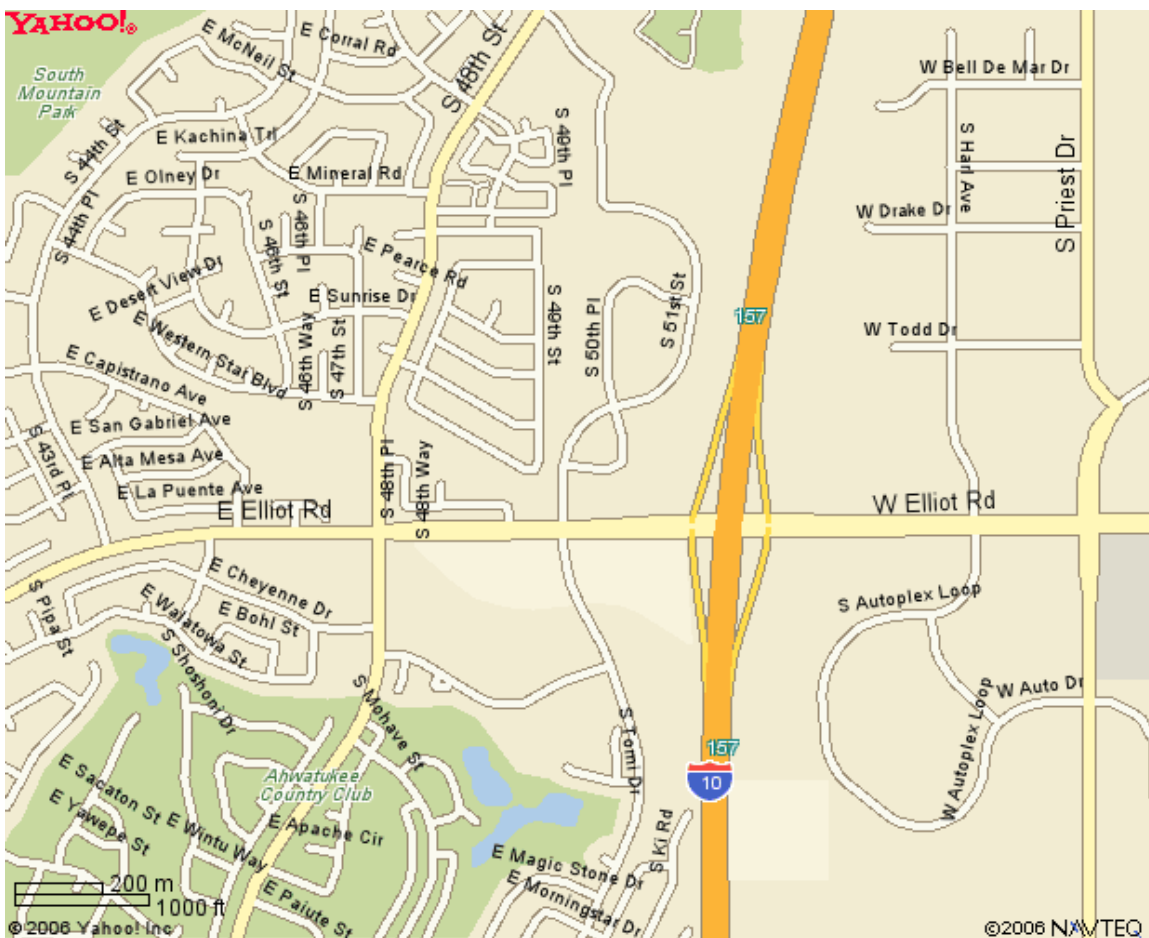 YAHOO!®
E McNeil St
E Corral Rd
S 48th St
W Bell De Mar Dr
South
Mountain
Park
S 44th St
E Kachina Trl
S 49th Pl
S Harl Ave
S Priest Dr
E Olney Dr
E Mineral Rd
S 44th Pl
S 46th Pl
W Drake Dr
S 46th St
E Pearce Rd
E Desert View Dr
E Sunrise Dr
S 49th St
S 50th Pl
S 51st St
157
W Todd Dr
E Western Star Blvd
S 46th Way
S 47th St
E Capistrano Ave
E San Gabriel Ave
S 43rd Pl
E Alta Mesa Ave
S 48th Pl
S 48th Way
E La Puente Ave
E Elliot Rd
W Elliot Rd
E Cheyenne Dr
S Pipa St
E Walatowa St
E Bohl St
S Autoplex Loop
S Shoshoni Dr
S Mohave St
W Auto Dr
S Tomi Dr
157
W Autoplex Loop
10
Ahwatukee
Country Club
E Sacaton St
E Yawepe St
E Wintu Way
E Apache Cir
S Ki Rd
E Magic Stone Dr
E Morningstar Dr
E Paiute St
200 m
1000 ft
©2006 Yahoo! Inc
©2006 NAVTEQ